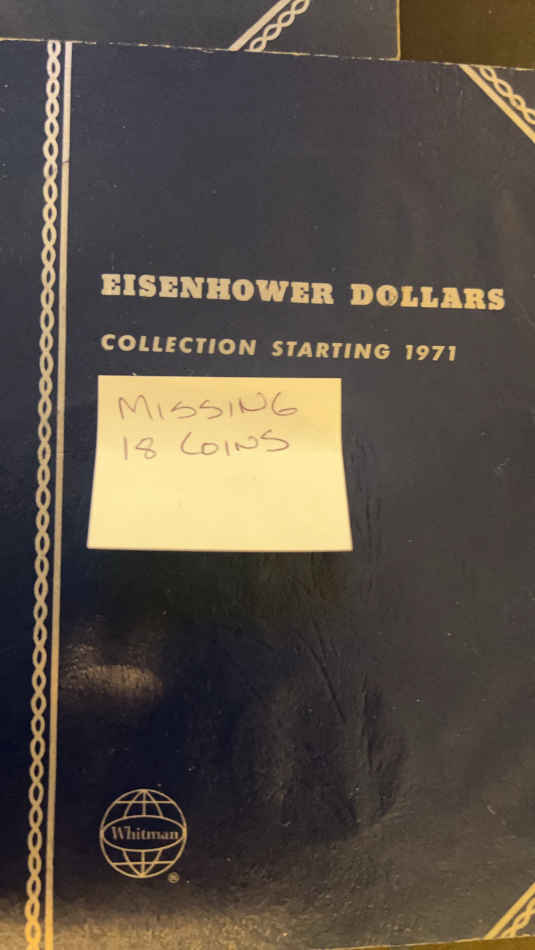 EISENHOWER DOLLARS
COLLECTION STARTING 1971
MISSING
18 COINS
Whitman
®